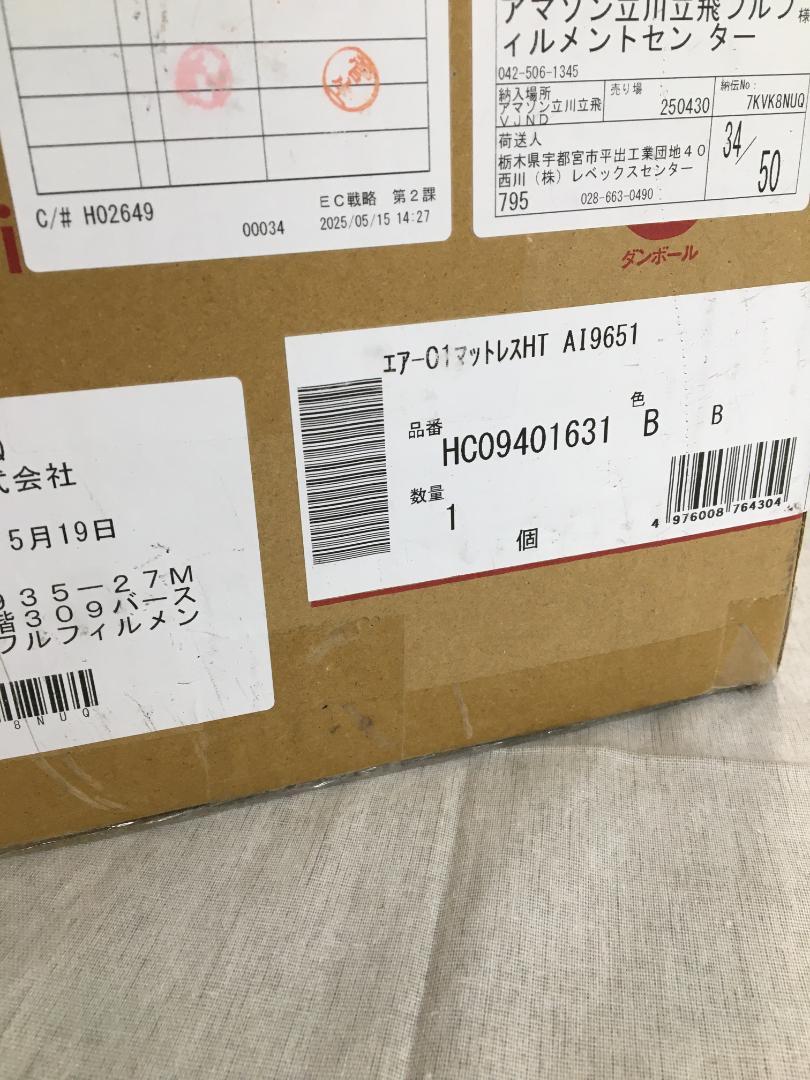 C/# H02649
00034
EC戦略 第2課
2025/05/15 14:27
アマゾン立川立飛フルフ様
ィルメントセン ター
042-506-1345
納入場所
アマゾン立川立飛
VJND
売り場
250430
納伝No:
7KVK8NUQ
荷送人
栃木県宇都宮市平出工業団地40
西川(株)レベックスセンター
795
028-663-0490
34/50
ダンボール
エアー01マットレスHT AI9651
品番
HC09401631
色
B B
数量
1 個
4 976008 764304
式会社
5月19日
935-27M
階309バース
フルフィルメン
8NUQ